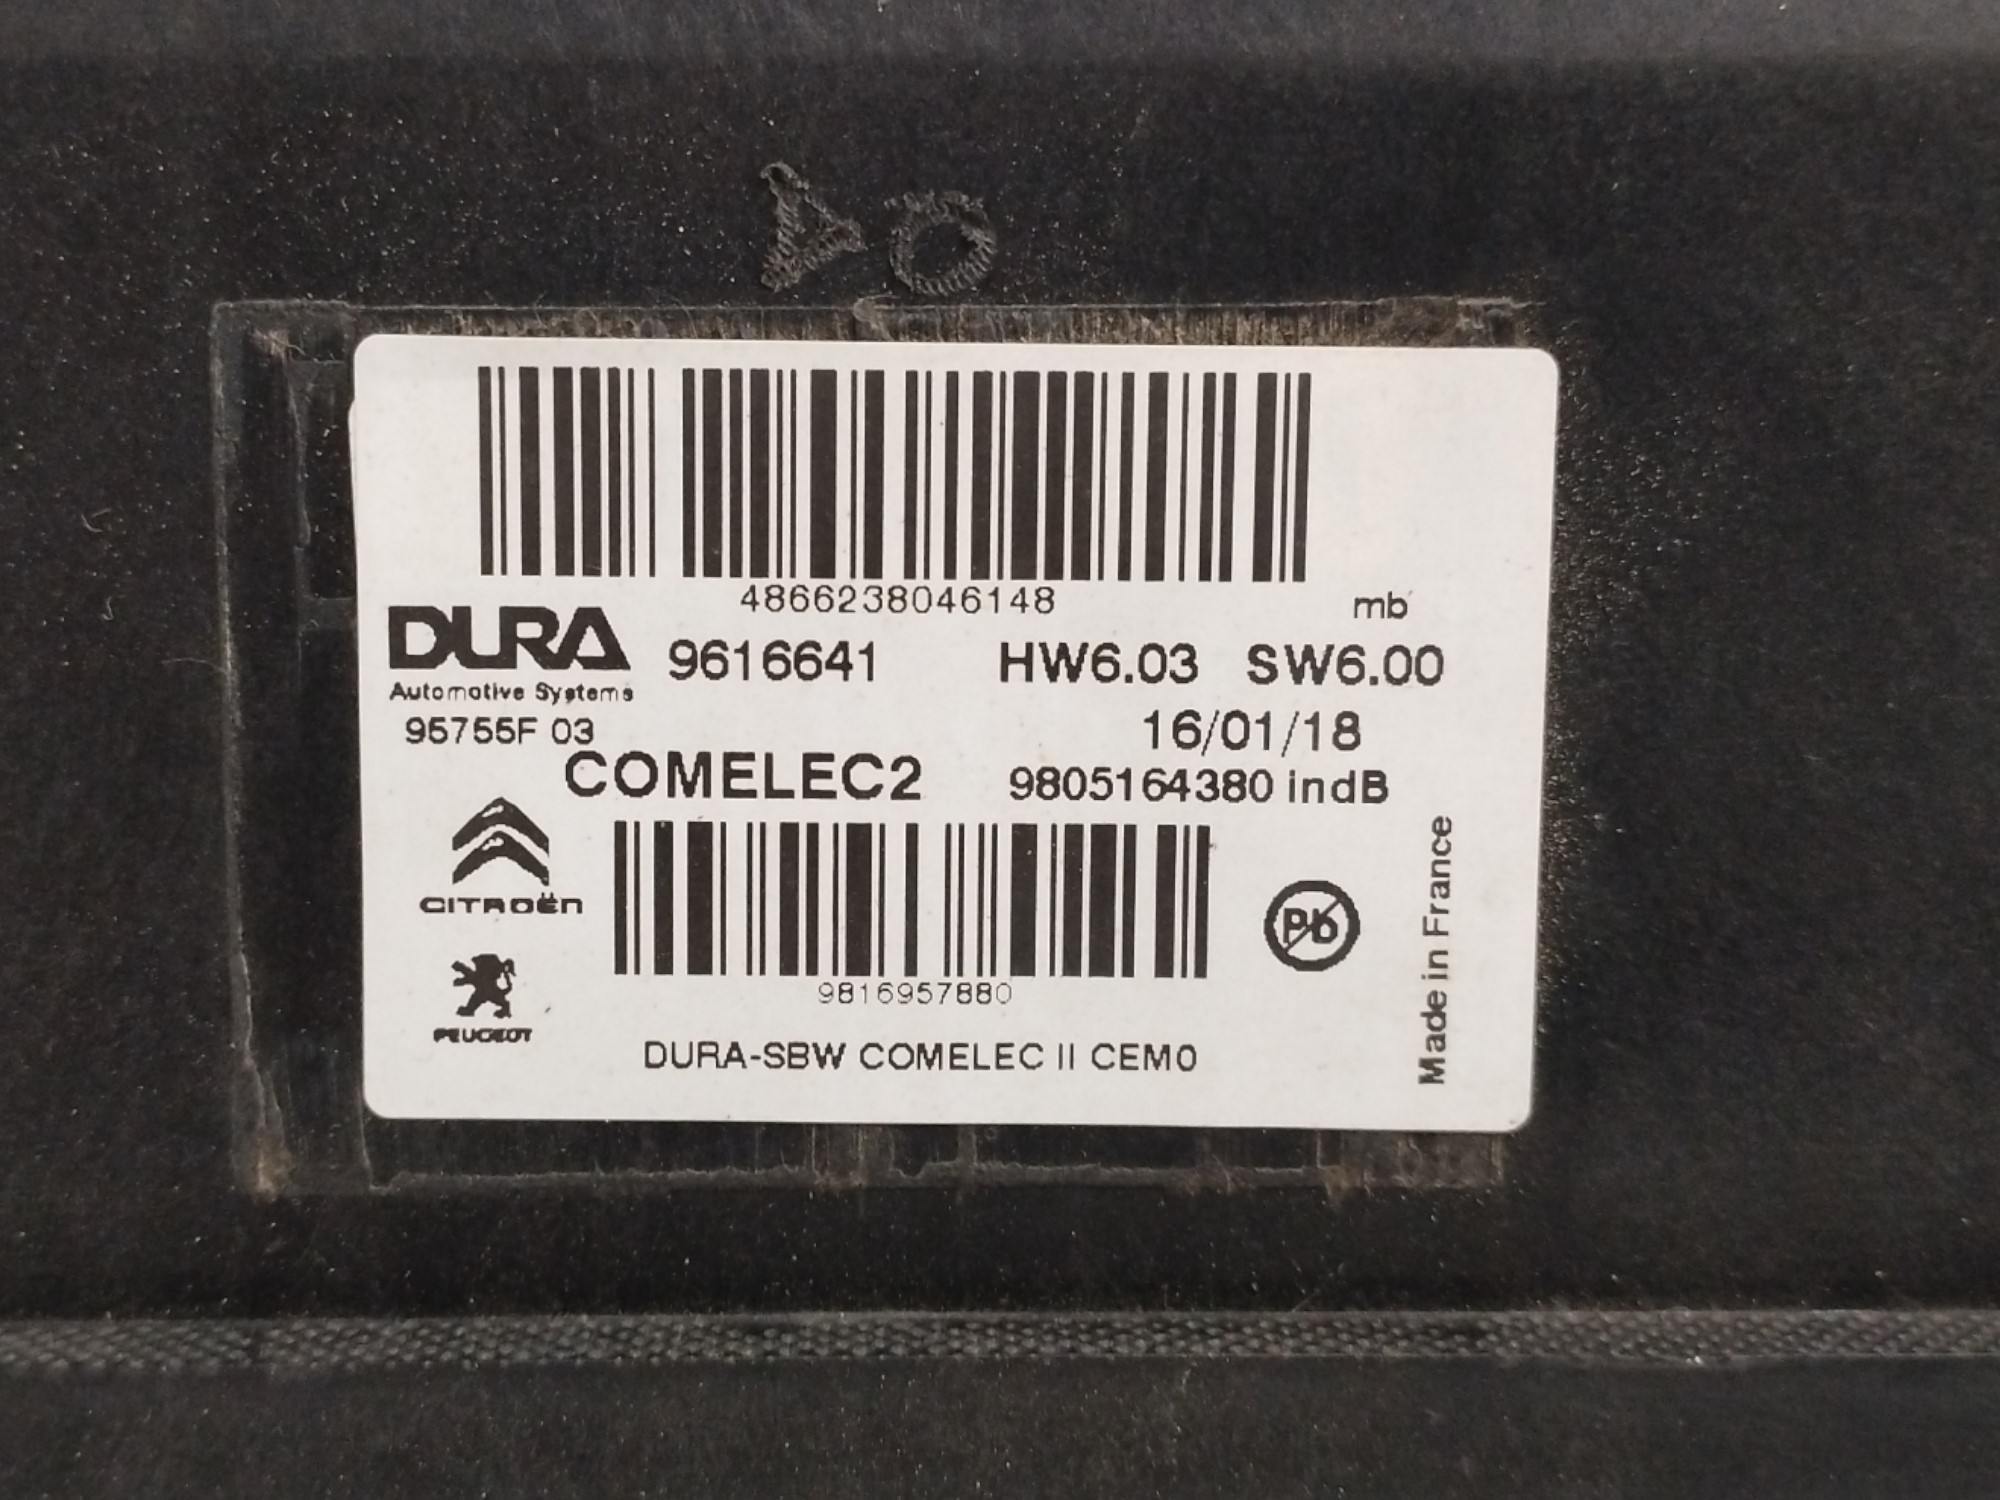 4866238046148
mb
DURA
9616641 HW6.03 SW6.00
Automotive Systems
95755F 03
16/01/18
COMELEC2
9805164380 indB
CITROËN
Pb
Made in France
9816957880
PEUGEOT
DURA-SBW COMELEC II CEM0